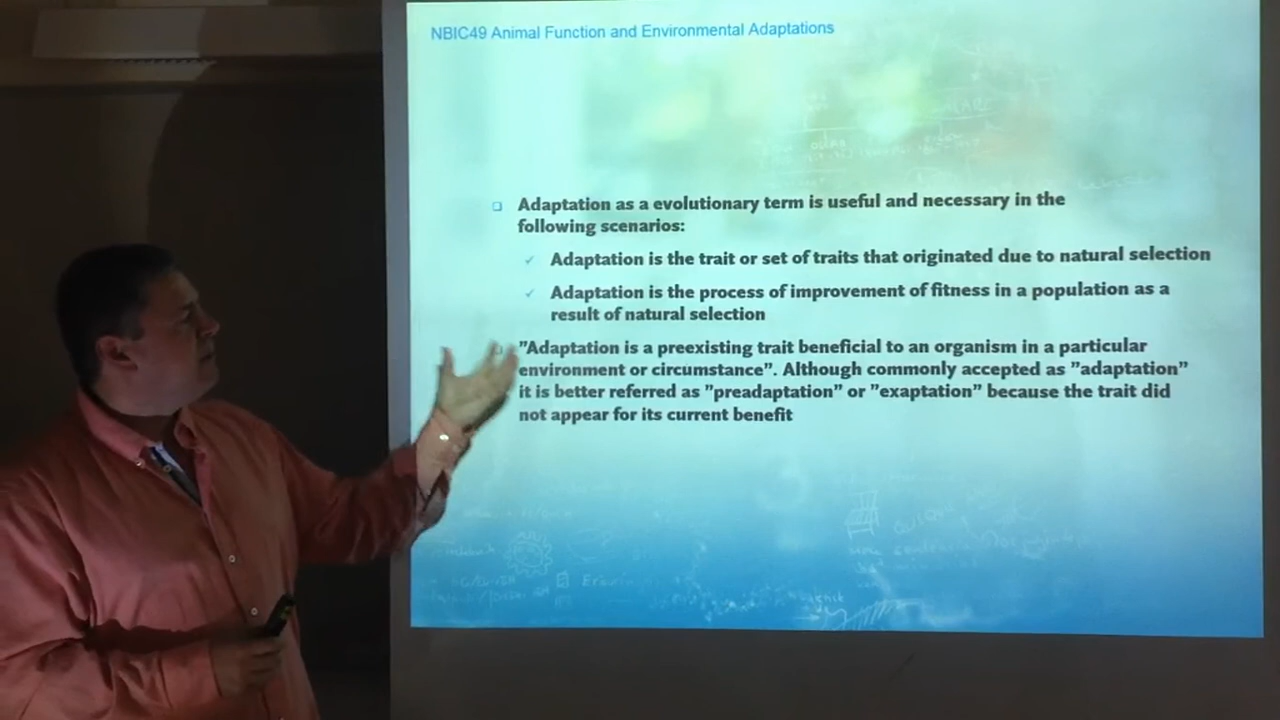 NBIC49 Animal Function and Environmental Adaptations
Adaptation as a evolutionary term is useful and necessary in the
following scenarios:
Adaptation is the trait or set of traits that originated due to natural selection
Adaptation is the process of improvement of fitness in a population as a
result of natural selection
"Adaptation is a preexisting trait beneficial to an organism in a particular
environment or circumstance". Although commonly accepted as "adaptation"
it is better referred as "preadaptation" or "exaptation" because the trait did
not appear for its current benefit